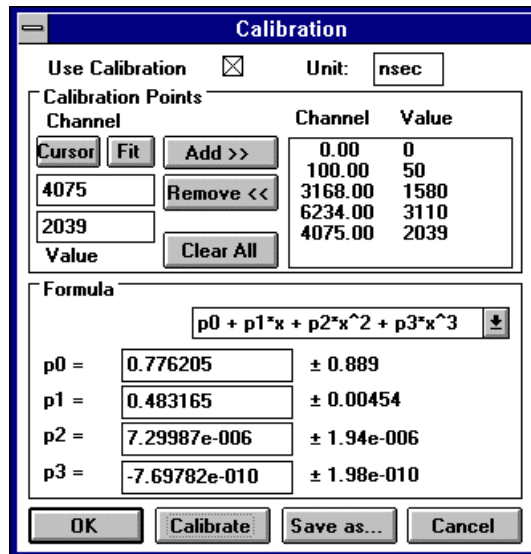 Calibration
Use Calibration Unit: nsec
Calibration Points
Channel
Cursor Fit Add >>
4075
Remove <<
2039
Value
Clear All
Channel Value
0.00 0
100.00 50
3168.00 1580
6234.00 3110
4075.00 2039
Formula
p0 + p1*x + p2*x^2 + p3*x^3
p0 = 0.776205 ± 0.889
p1 = 0.483165 ± 0.00454
p2 = 7.29987e-006 ± 1.94e-006
p3 = -7.69782e-010 ± 1.98e-010
OK Calibrate Save as... Cancel